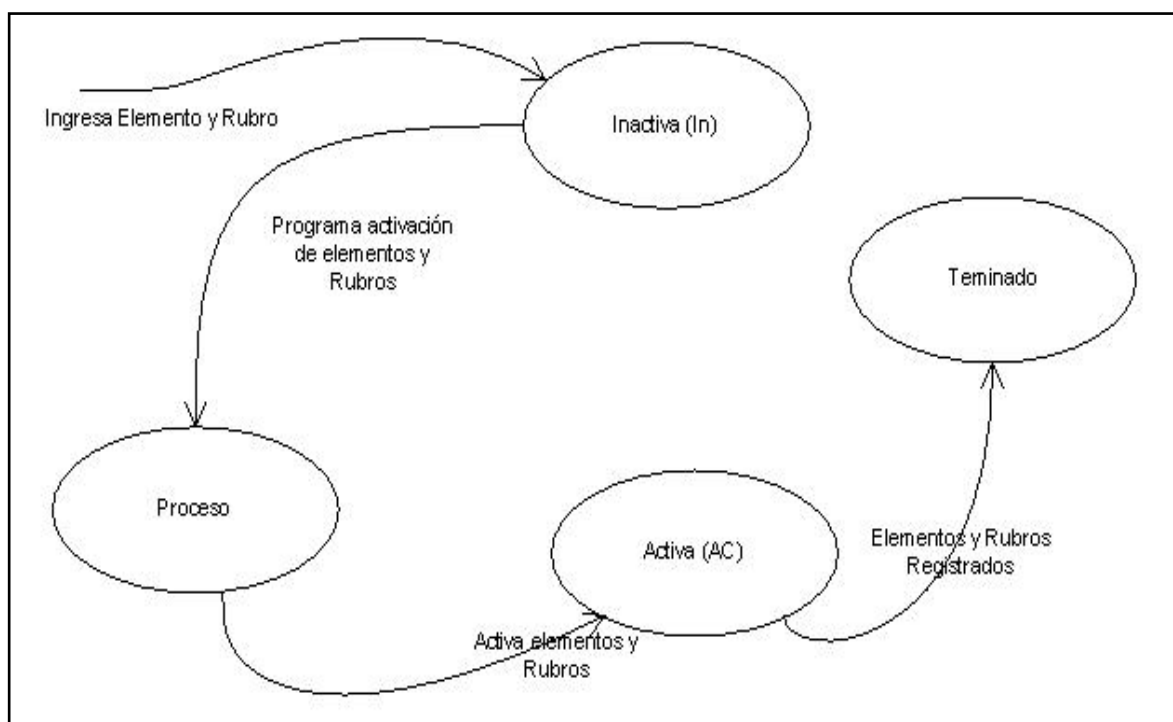 Ingresa Elemento y Rubro
Inactiva (In)
Programa activación
de elementos y
Rubros
Teminado
Proceso
Activa (AC)
Elementos y Rubros
Registrados
Activa elementos y
Rubros